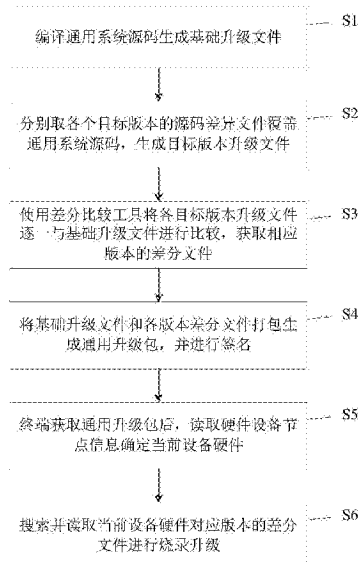 S1
编译通用系统源码生成基础升级文件
S2
分别取各个目标版本的源码差异文件覆盖
通用系统源码，生成目标版本升级文件
S3
使用差分比较工具将各目标版本升级文件
逐一与基础升级文件进行比较，获取相应
版本的差分文件
S4
将基础升级文件和各版本差分文件打包生
成通用升级包，并进行签名
S5
终端获取通用升级包后，读取硬件设备节
点信息确定当前设备硬件
S6
搜索并读取当前设备硬件对应版本的差分
文件进行烧录升级